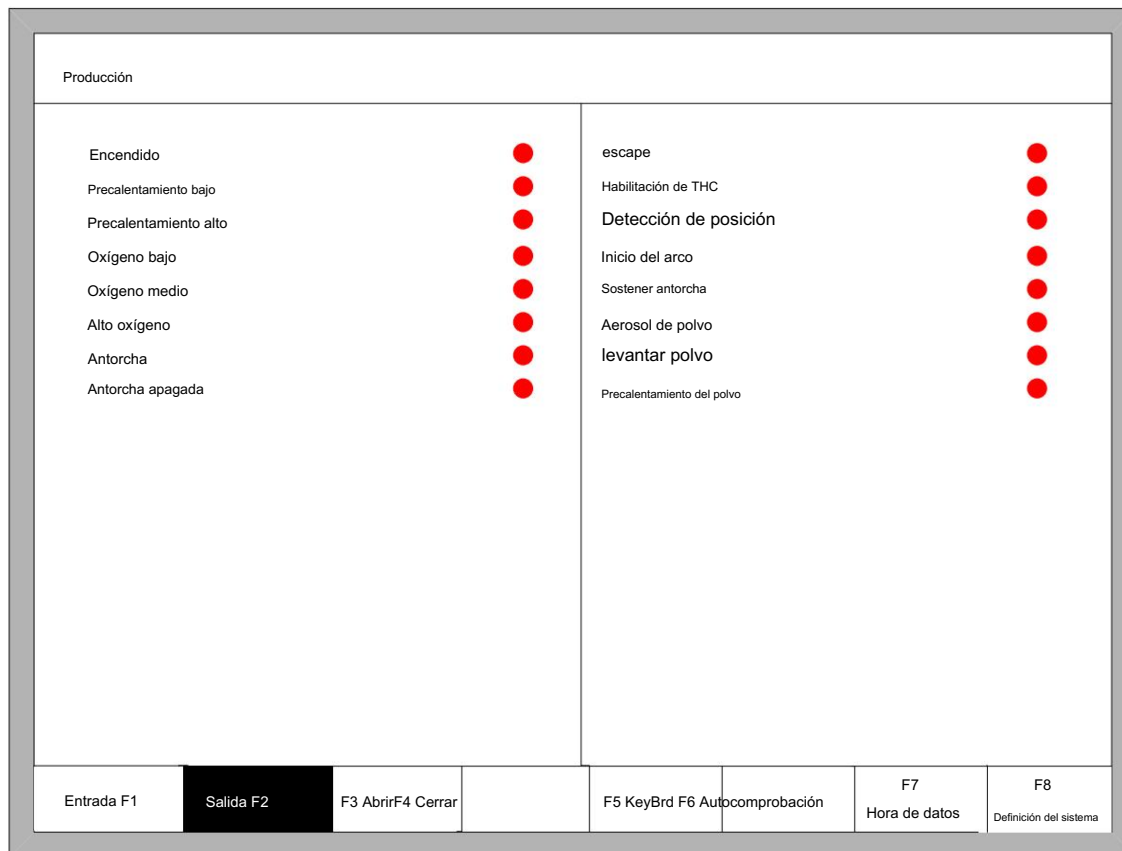 Producción
Encendido
Precalentamiento bajo
Precalentamiento alto
Oxígeno bajo
Oxígeno medio
Alto oxígeno
Antorcha
Antorcha apagada
escape
Habilitación de THC
Detección de posición
Inicio del arco
Sostener antorcha
Aerosol de polvo
levantar polvo
Precalentamiento del polvo
Entrada F1
Salida F2
F3 AbrirF4 Cerrar
F5 KeyBrd F6 Autocomprobación
F7
Hora de datos
F8
Definición del sistema